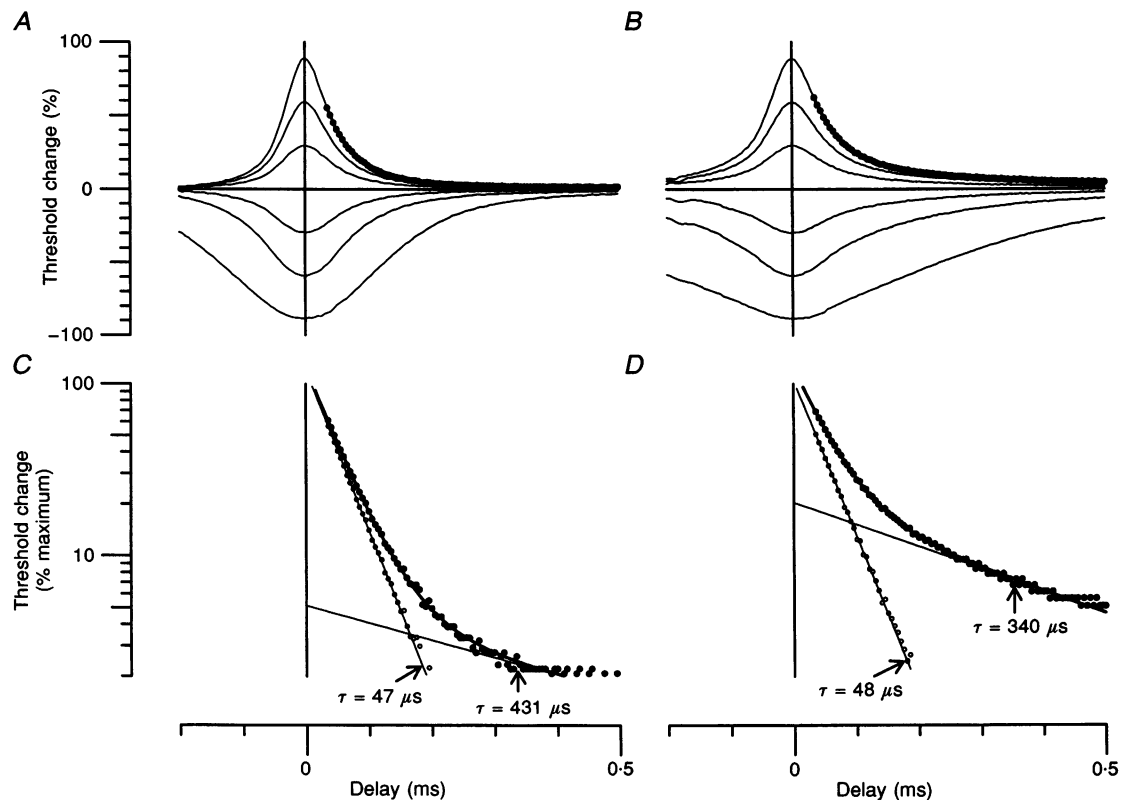 A
B
100
0
−100
Threshold change (%)
C
D
100
10
Threshold change
(% maximum)
τ = 47 μs
τ = 431 μs
τ = 48 μs
τ = 340 μs
0
0·5
0
0·5
Delay (ms)
Delay (ms)